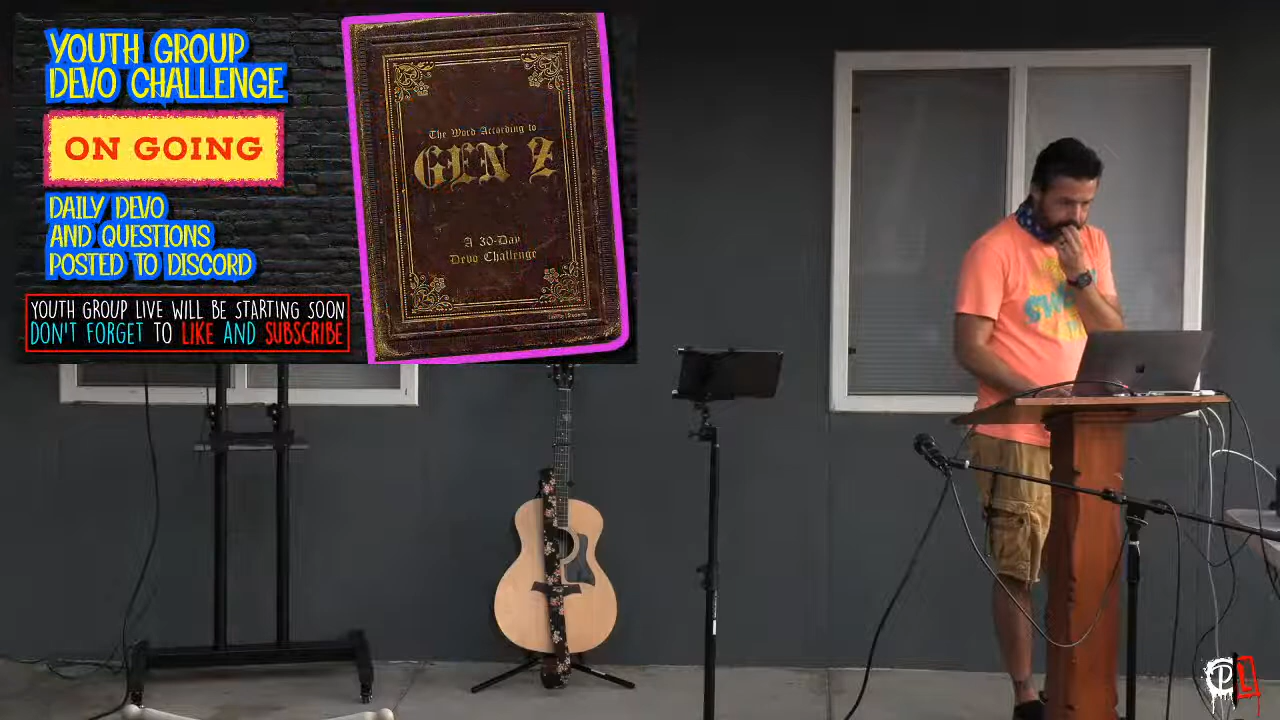 YOUTH GROUP
DEVO CHALLENGE
ON GOING
DAILY DEVO
AND QUESTIONS
POSTED TO DISCORD
YOUTH GROUP LIVE WILL BE STARTING SOON
DON'T FORGET TO LIKE AND SUBSCRIBE
The Word According to
GEN Z
A 30-Day
Devo Challenge